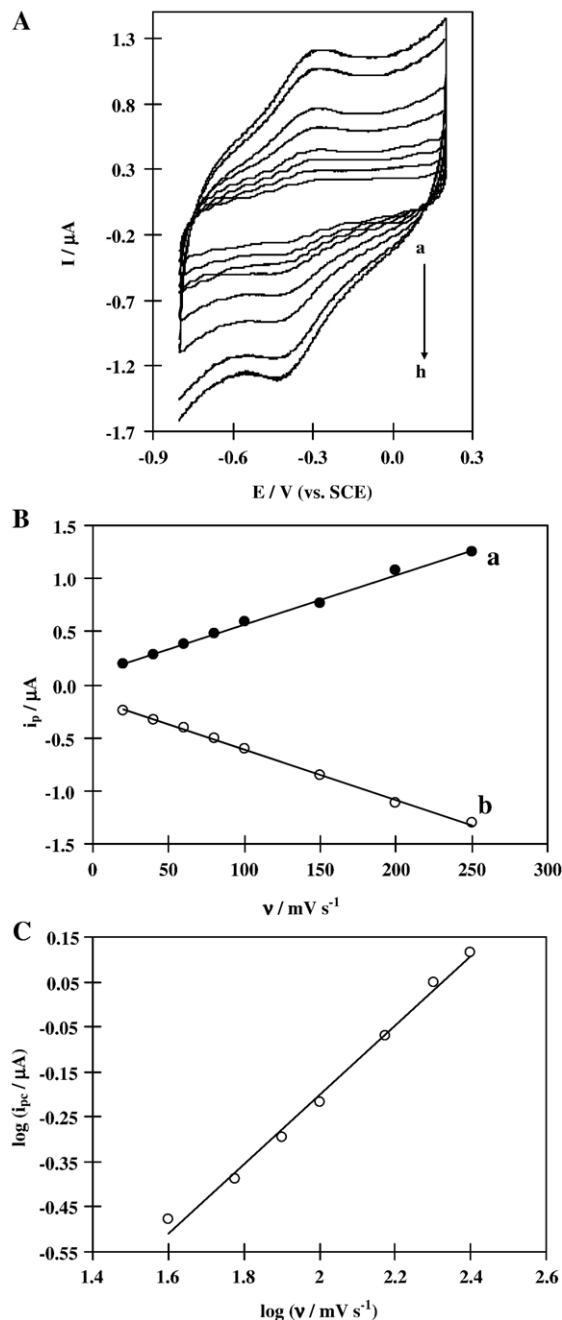 A
1.3
0.8
0.3
-0.2
-0.7
-1.2
-1.7
I / μA
a
h
-0.9 -0.6 -0.3 0.0 0.3
E / V (vs. SCE)
B
1.5
1.0
0.5
0.0
-0.5
-1.0
-1.5
ip / μA
a
b
0 50 100 150 200 250 300
ν / mV s-1
C
0.15
0.05
-0.05
-0.15
-0.25
-0.35
-0.45
-0.55
log (ipc / μA)
1.4 1.6 1.8 2 2.2 2.4 2.6
log (ν / mV s-1)